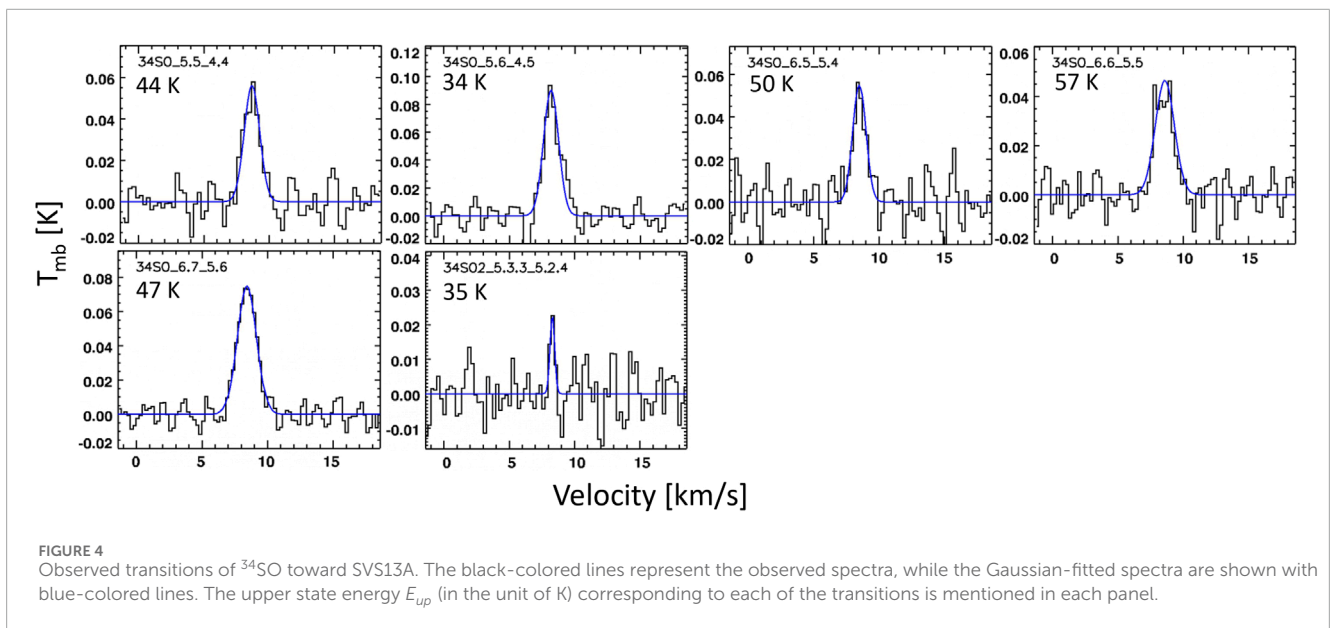 34SO_5.5_4.4
44 K
34SO_5.6_4.5
34 K
34SO_6.5_5.4
50 K
34SO_6.6_5.5
57 K
0.06
0.04
0.02
0.00
-0.02
0.12
0.10
0.08
0.06
0.04
0.02
0.00
-0.02
0.06
0.04
0.02
0.00
-0.02
0.06
0.04
0.02
0.00
-0.02
0 5 10 15
0 5 10 15
34SO_6.7_5.6
47 K
34SO2_5.3.3_5.2.4
35 K
0.08
0.06
0.04
0.02
0.00
-0.02
0.04
0.03
0.02
0.01
0.00
-0.01
0 5 10 15
0 5 10 15
Tmb [K]
Velocity [km/s]
FIGURE 4
Observed transitions of ³⁴SO toward SVS13A. The black-colored lines represent the observed spectra, while the Gaussian-fitted spectra are shown with
blue-colored lines. The upper state energy Eup (in the unit of K) corresponding to each of the transitions is mentioned in each panel.